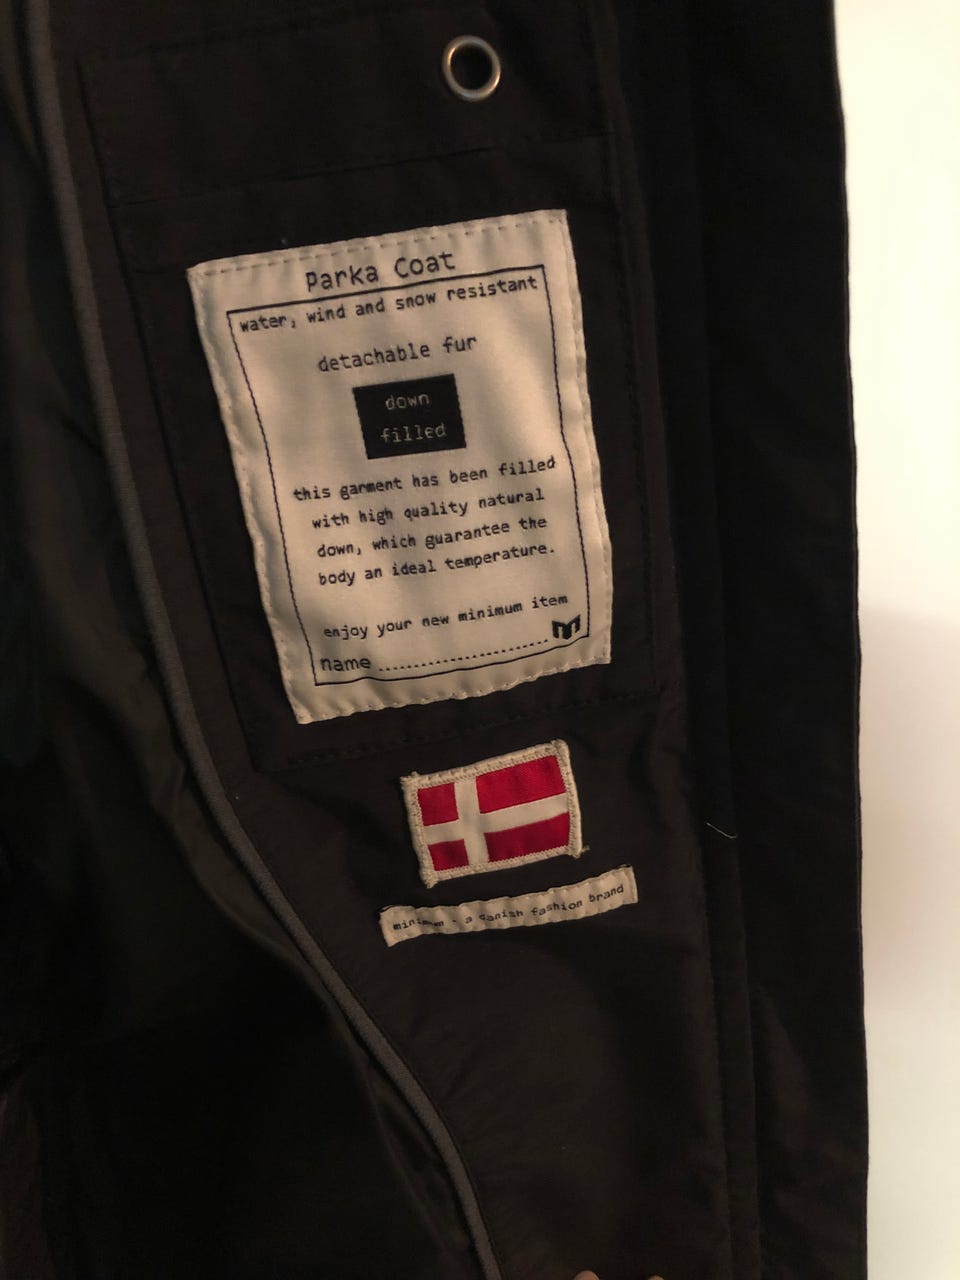 Parka Coat
water, wind and snow resistant
detachable fur
down
filled
this garment has been filled
with high quality natural
down, which guarantee the
body an ideal temperature.
enjoy your new minimum item
name ........................
minimum - a danish fashion brand